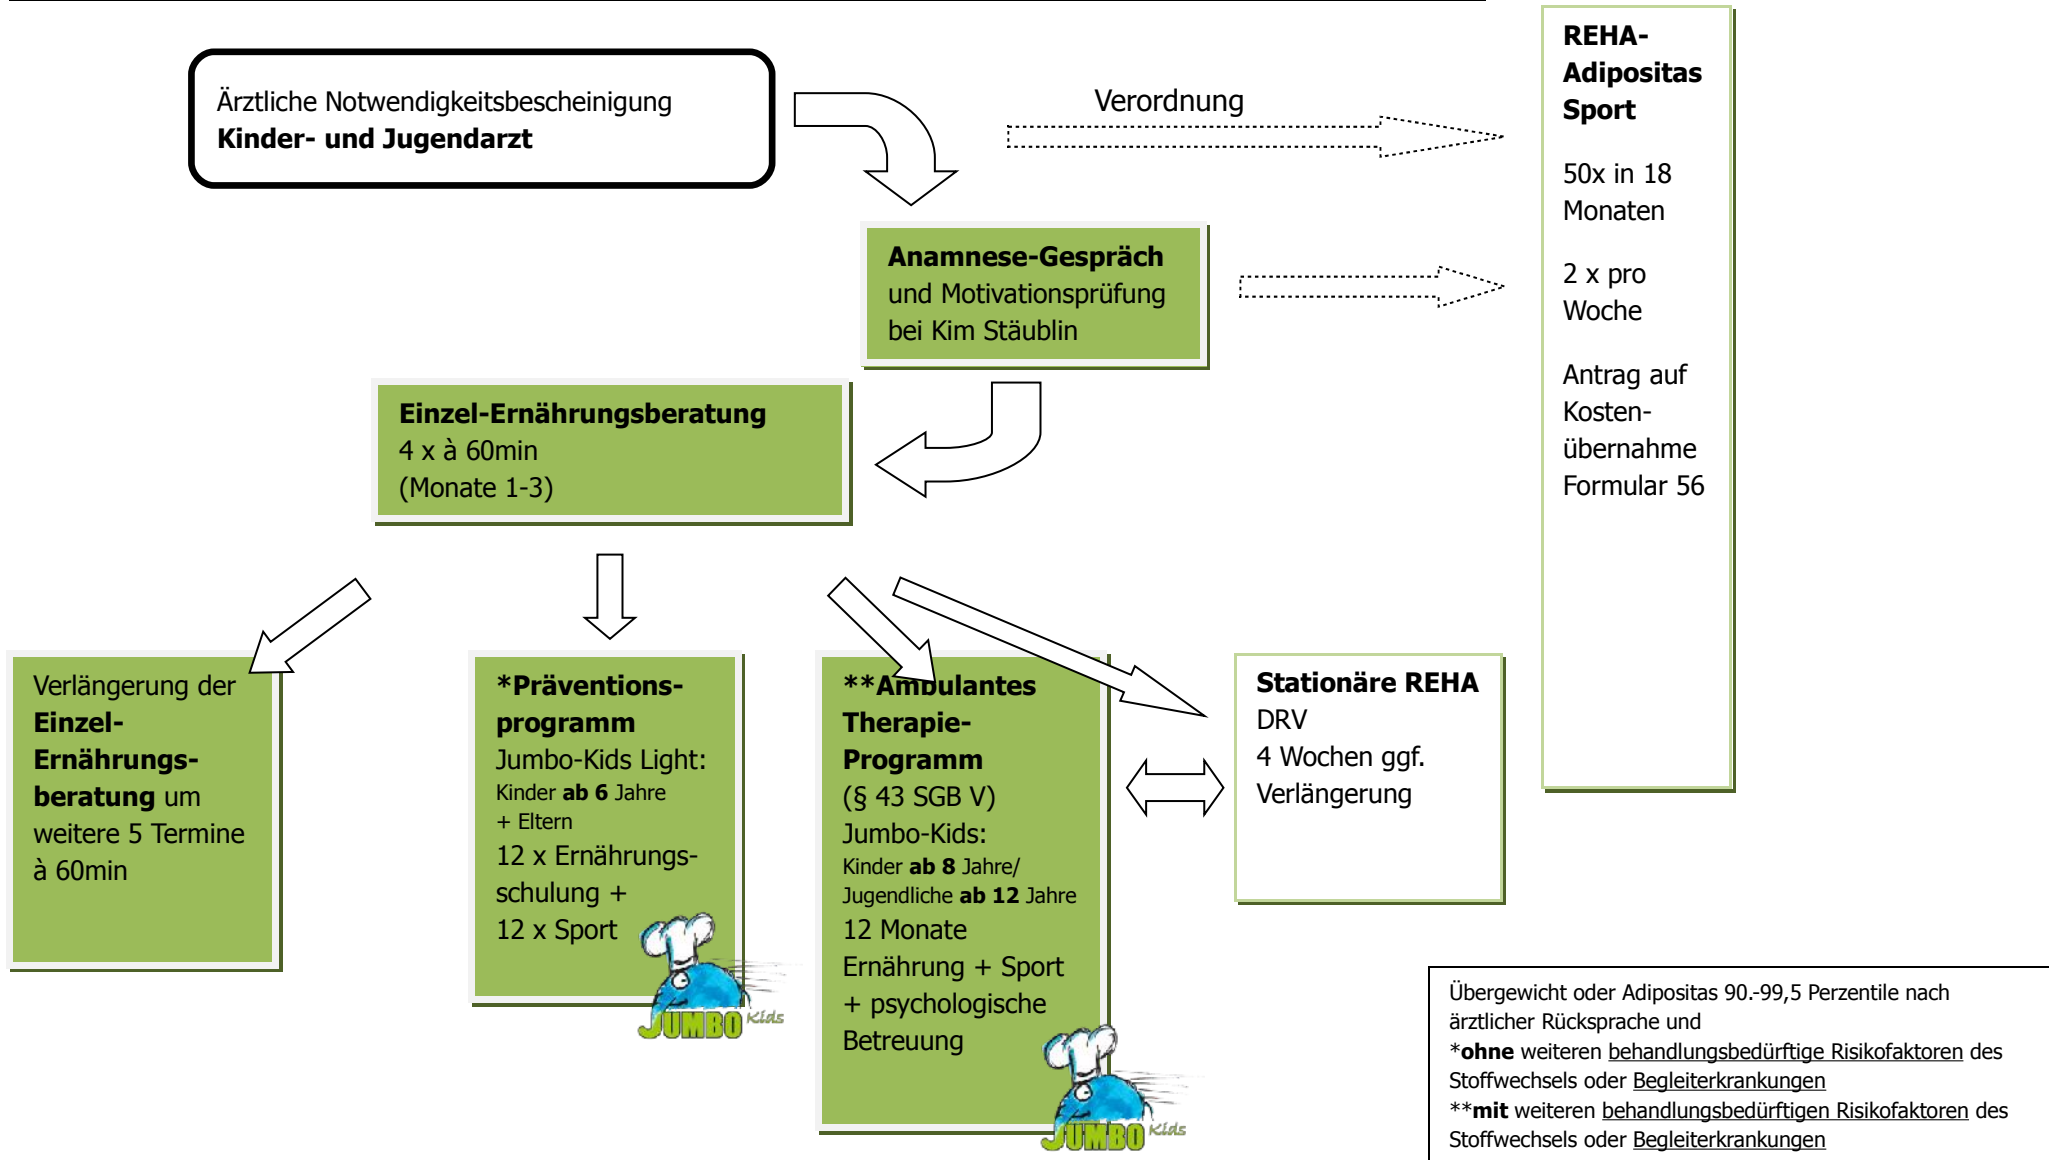 Ärztliche Notwendigkeitsbescheinigung
Kinder- und Jugendarzt
Verordnung
REHA-
Adipositas
Sport
50x in 18
Monaten
2 x pro
Woche
Antrag auf
Kosten-
übernahme
Formular 56
Anamnese-Gespräch
und Motivationsprüfung
bei Kim Stäublin
Einzel-Ernährungsberatung
4 x à 60min
(Monate 1-3)
Verlängerung der
Einzel-
Ernährungs-
beratung um
weitere 5 Termine
à 60min
*Präventions-
programm
Jumbo-Kids Light:
Kinder ab 6 Jahre
+ Eltern
12 x Ernährungs-
schulung +
12 x Sport
JUMBO Kids
**Ambulantes
Therapie-
Programm
(§ 43 SGB V)
Jumbo-Kids:
Kinder ab 8 Jahre/
Jugendliche ab 12 Jahre
12 Monate
Ernährung + Sport
+ psychologische
Betreuung
JUMBO Kids
Stationäre REHA
DRV
4 Wochen ggf.
Verlängerung
Übergewicht oder Adipositas 90.-99,5 Perzentile nach
ärztlicher Rücksprache und
*ohne weiteren behandlungsbedürftige Risikofaktoren des
Stoffwechsels oder Begleiterkrankungen
**mit weiteren behandlungsbedürftigen Risikofaktoren des
Stoffwechsels oder Begleiterkrankungen